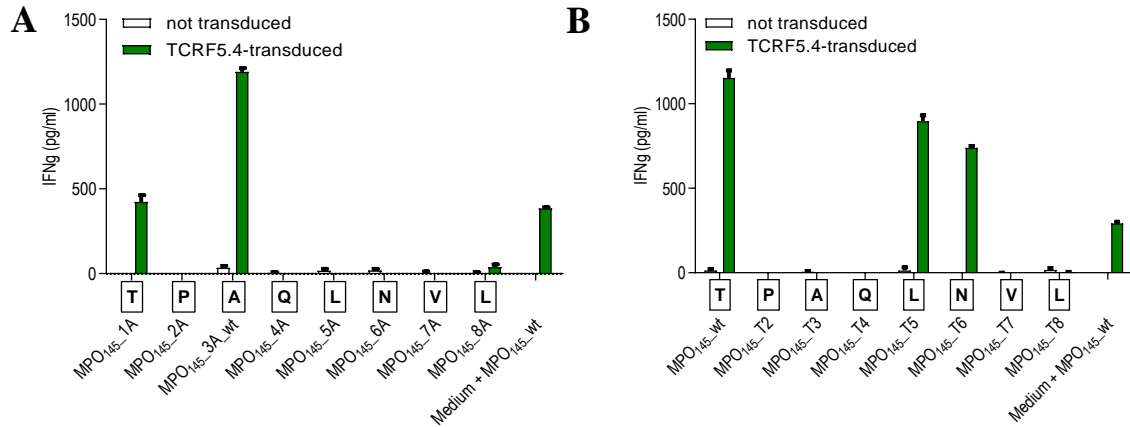 A
not transduced
TCRF5.4-transduced
IFNg (pg/ml)
1500
1000
500
0
T P A Q L N V L
MPO145_1A
MPO145_2A
MPO145_3A_wt
MPO145_4A
MPO145_5A
MPO145_6A
MPO145_7A
MPO145_8A
Medium + MPO145_wt
B
not transduced
TCRF5.4-transduced
IFNg (pg/ml)
1500
1000
500
0
T P A Q L N V L
MPO145_wt
MPO145_T2
MPO145_T3
MPO145_T4
MPO145_T5
MPO145_T6
MPO145_T7
MPO145_T8
Medium + MPO145_wt